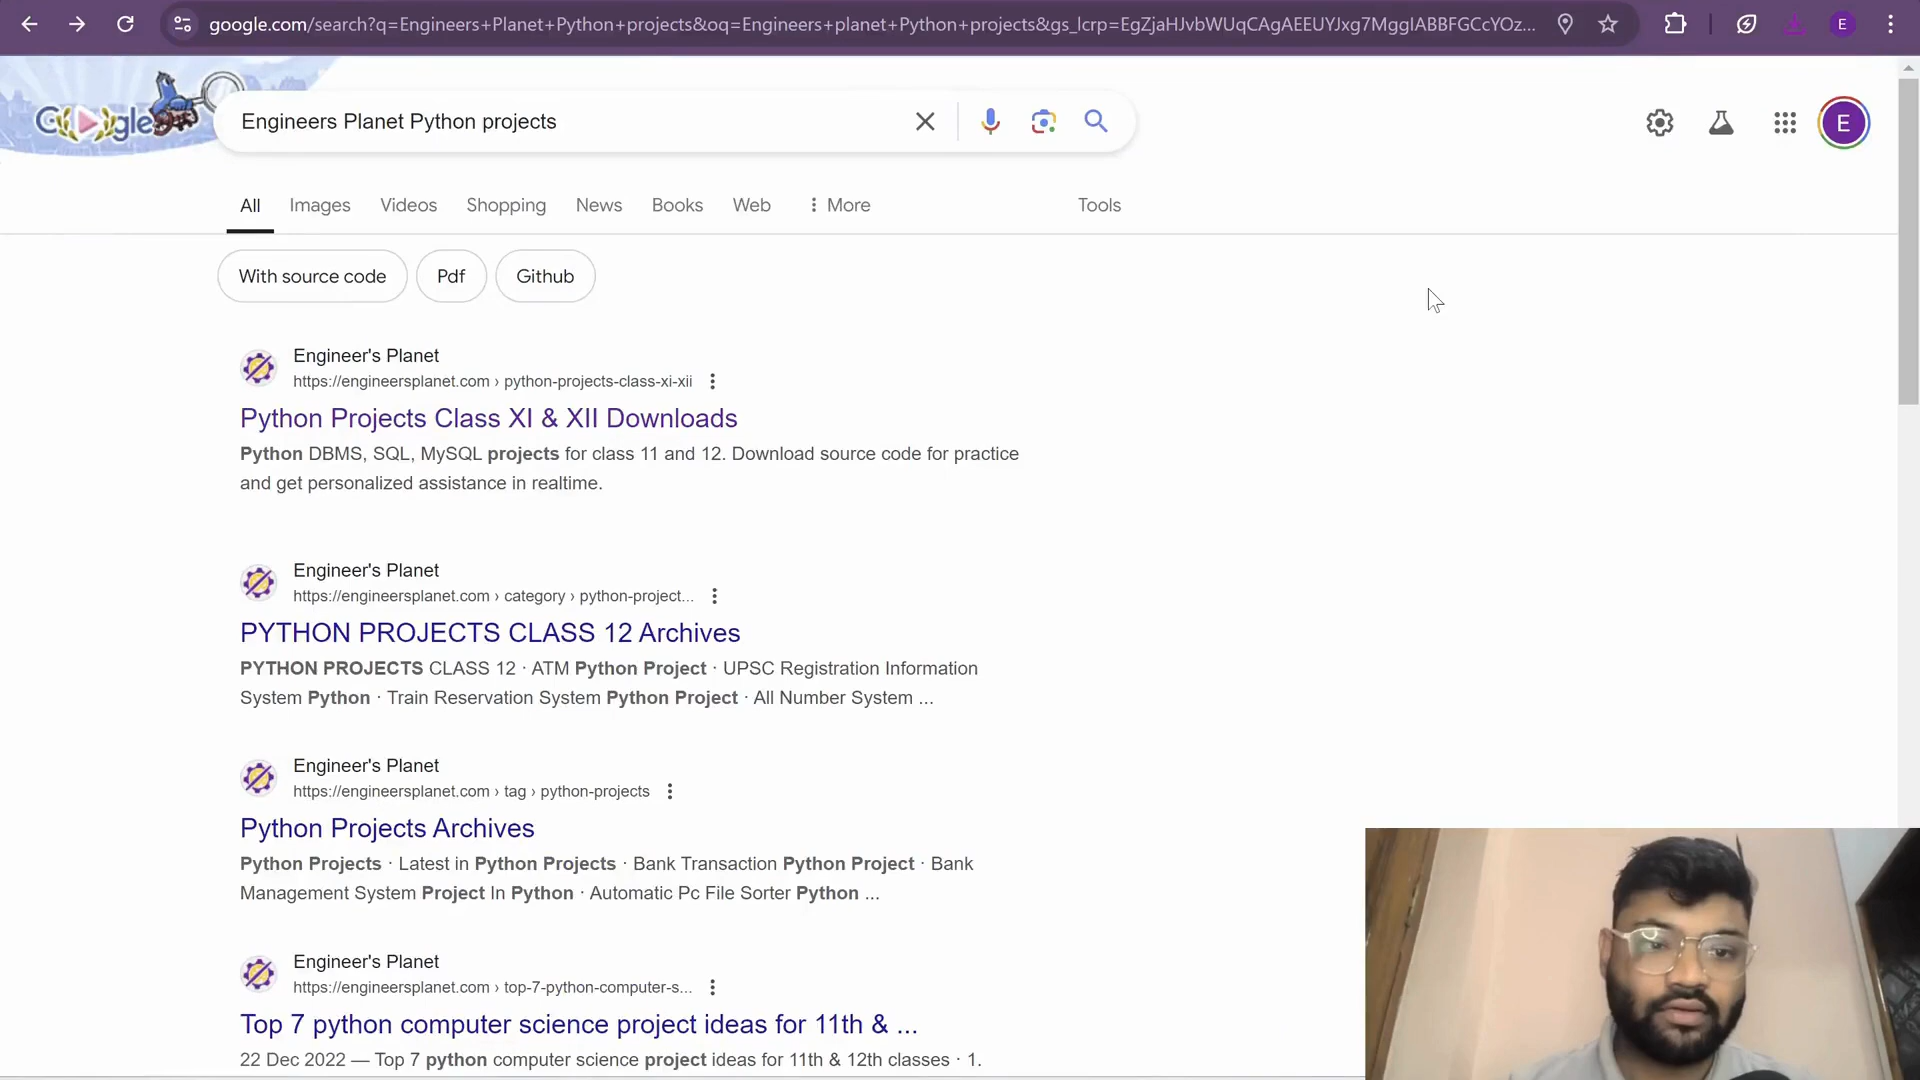 google.com/search?q=Engineers+Planet+Python+projects&oq=Engineers+planet+Python+projects&gs_lcrp=EgZjaHJvbWUqCAgAEEUYJxg7MggIABBFGCcYOz...
E
Google
Engineers Planet Python projects
E
All Images Videos Shopping News Books Web More Tools
With source code Pdf Github
Engineer's Planet
https://engineersplanet.com › python-projects-class-xi-xii
Python Projects Class XI & XII Downloads
Python DBMS, SQL, MySQL projects for class 11 and 12. Download source code for practice
and get personalized assistance in realtime.
Engineer's Planet
https://engineersplanet.com › category › python-project...
PYTHON PROJECTS CLASS 12 Archives
PYTHON PROJECTS CLASS 12 · ATM Python Project · UPSC Registration Information
System Python · Train Reservation System Python Project · All Number System ...
Engineer's Planet
https://engineersplanet.com › tag › python-projects
Python Projects Archives
Python Projects · Latest in Python Projects · Bank Transaction Python Project · Bank
Management System Project In Python · Automatic Pc File Sorter Python ...
Engineer's Planet
https://engineersplanet.com › top-7-python-computer-s...
Top 7 python computer science project ideas for 11th & ...
22 Dec 2022 — Top 7 python computer science project ideas for 11th & 12th classes · 1.